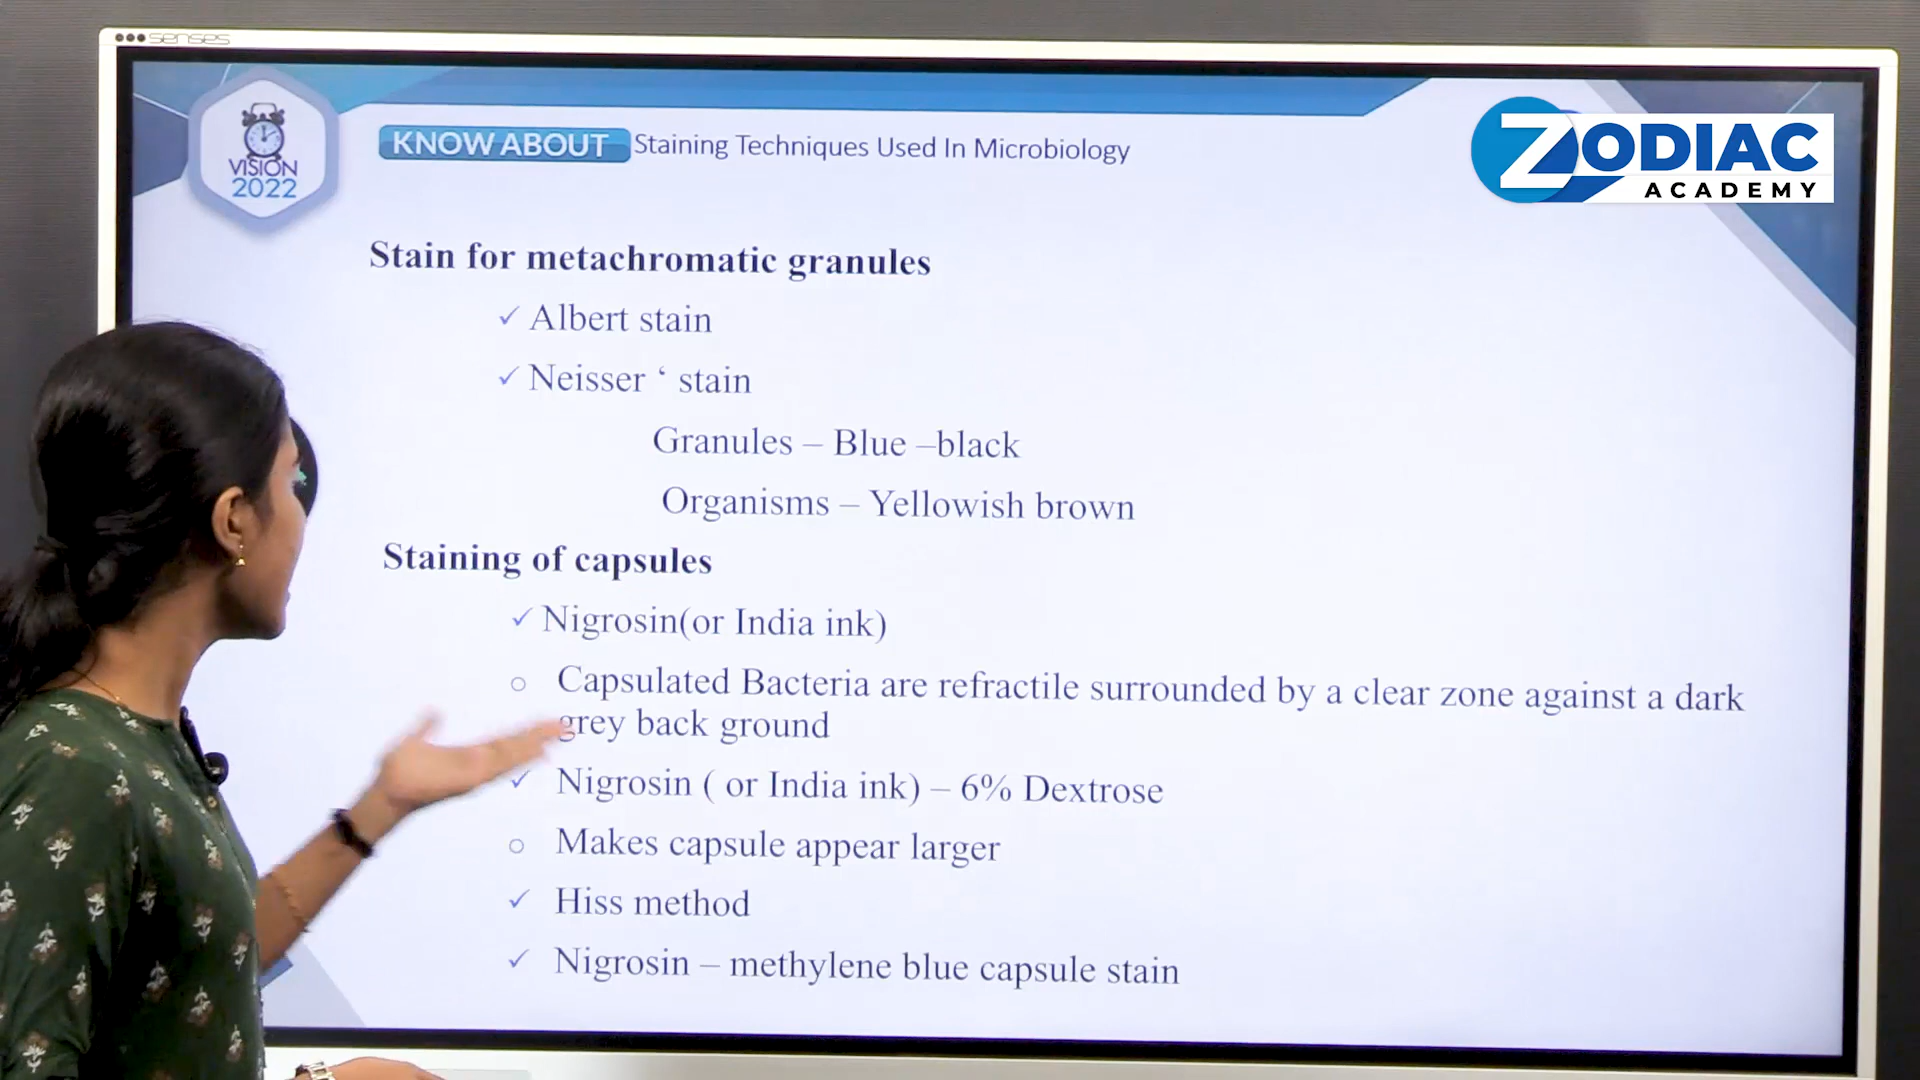 senses
VISION
2022
KNOW ABOUT Staining Techniques Used In Microbiology
ZODIAC
ACADEMY
Stain for metachromatic granules
✓ Albert stain
✓ Neisser ‘ stain
Granules – Blue –black
Organisms – Yellowish brown
Staining of capsules
✓ Nigrosin(or India ink)
○ Capsulated Bacteria are refractile surrounded by a clear zone against a dark
grey back ground
✓ Nigrosin ( or India ink) – 6% Dextrose
○ Makes capsule appear larger
✓ Hiss method
✓ Nigrosin – methylene blue capsule stain